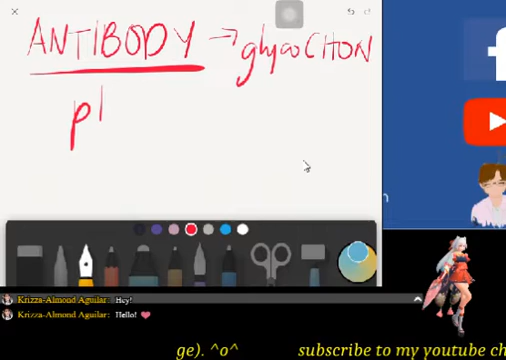 ANTIBODY → glycoCHON
pl
Krizza-Almond Aguilar: Hey!
Krizza-Almond Aguilar: Hello! ❤
ge). ^o^ subscribe to my youtube ch